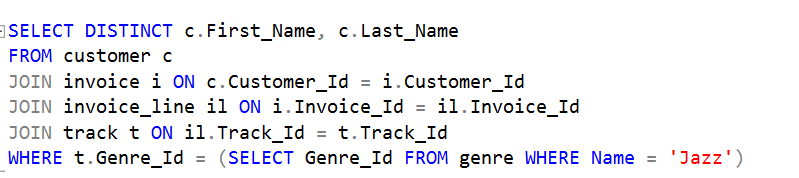 SELECT DISTINCT c.First_Name, c.Last_Name
FROM customer c
JOIN invoice i ON c.Customer_Id = i.Customer_Id
JOIN invoice_line il ON i.Invoice_Id = il.Invoice_Id
JOIN track t ON il.Track_Id = t.Track_Id
WHERE t.Genre_Id = (SELECT Genre_Id FROM genre WHERE Name = 'Jazz')